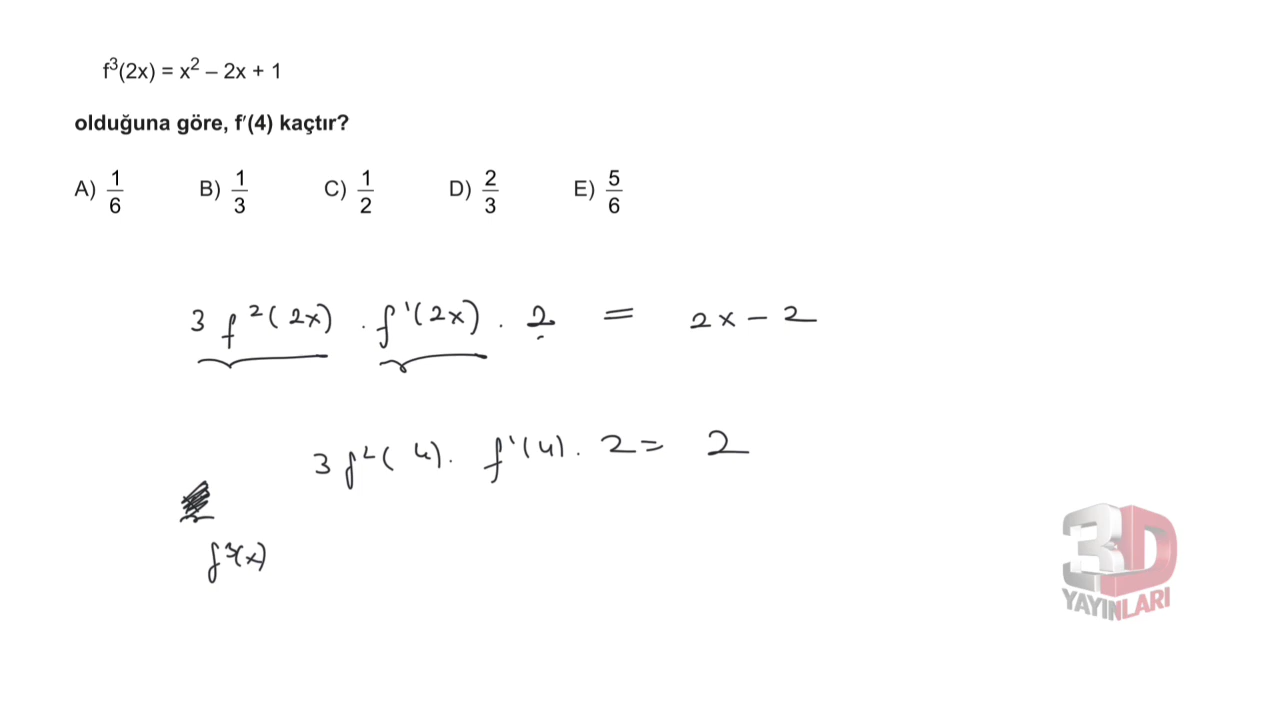 f³(2x) = x² – 2x + 1
olduğuna göre, f′(4) kaçtır?
A) 1/6 B) 1/3 C) 1/2 D) 2/3 E) 5/6
3 f²(2x) . f'(2x) . 2 = 2x – 2
3 f²(4). f'(4). 2 = 2
f³(x)
3D
YAYINLARI